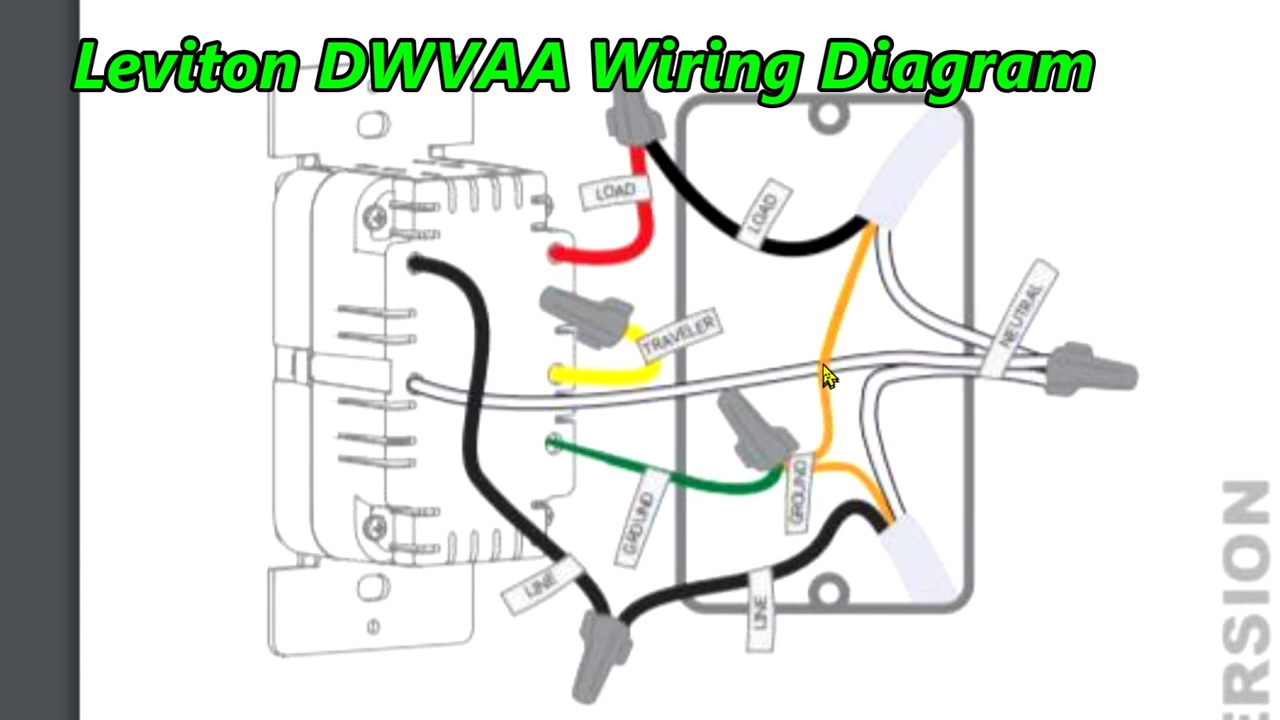 Leviton DWVAA Wiring Diagram
LOAD
LOAD
TRAVELER
NEUTRAL
GROUND
GROUND
LINE
LINE
ERSION